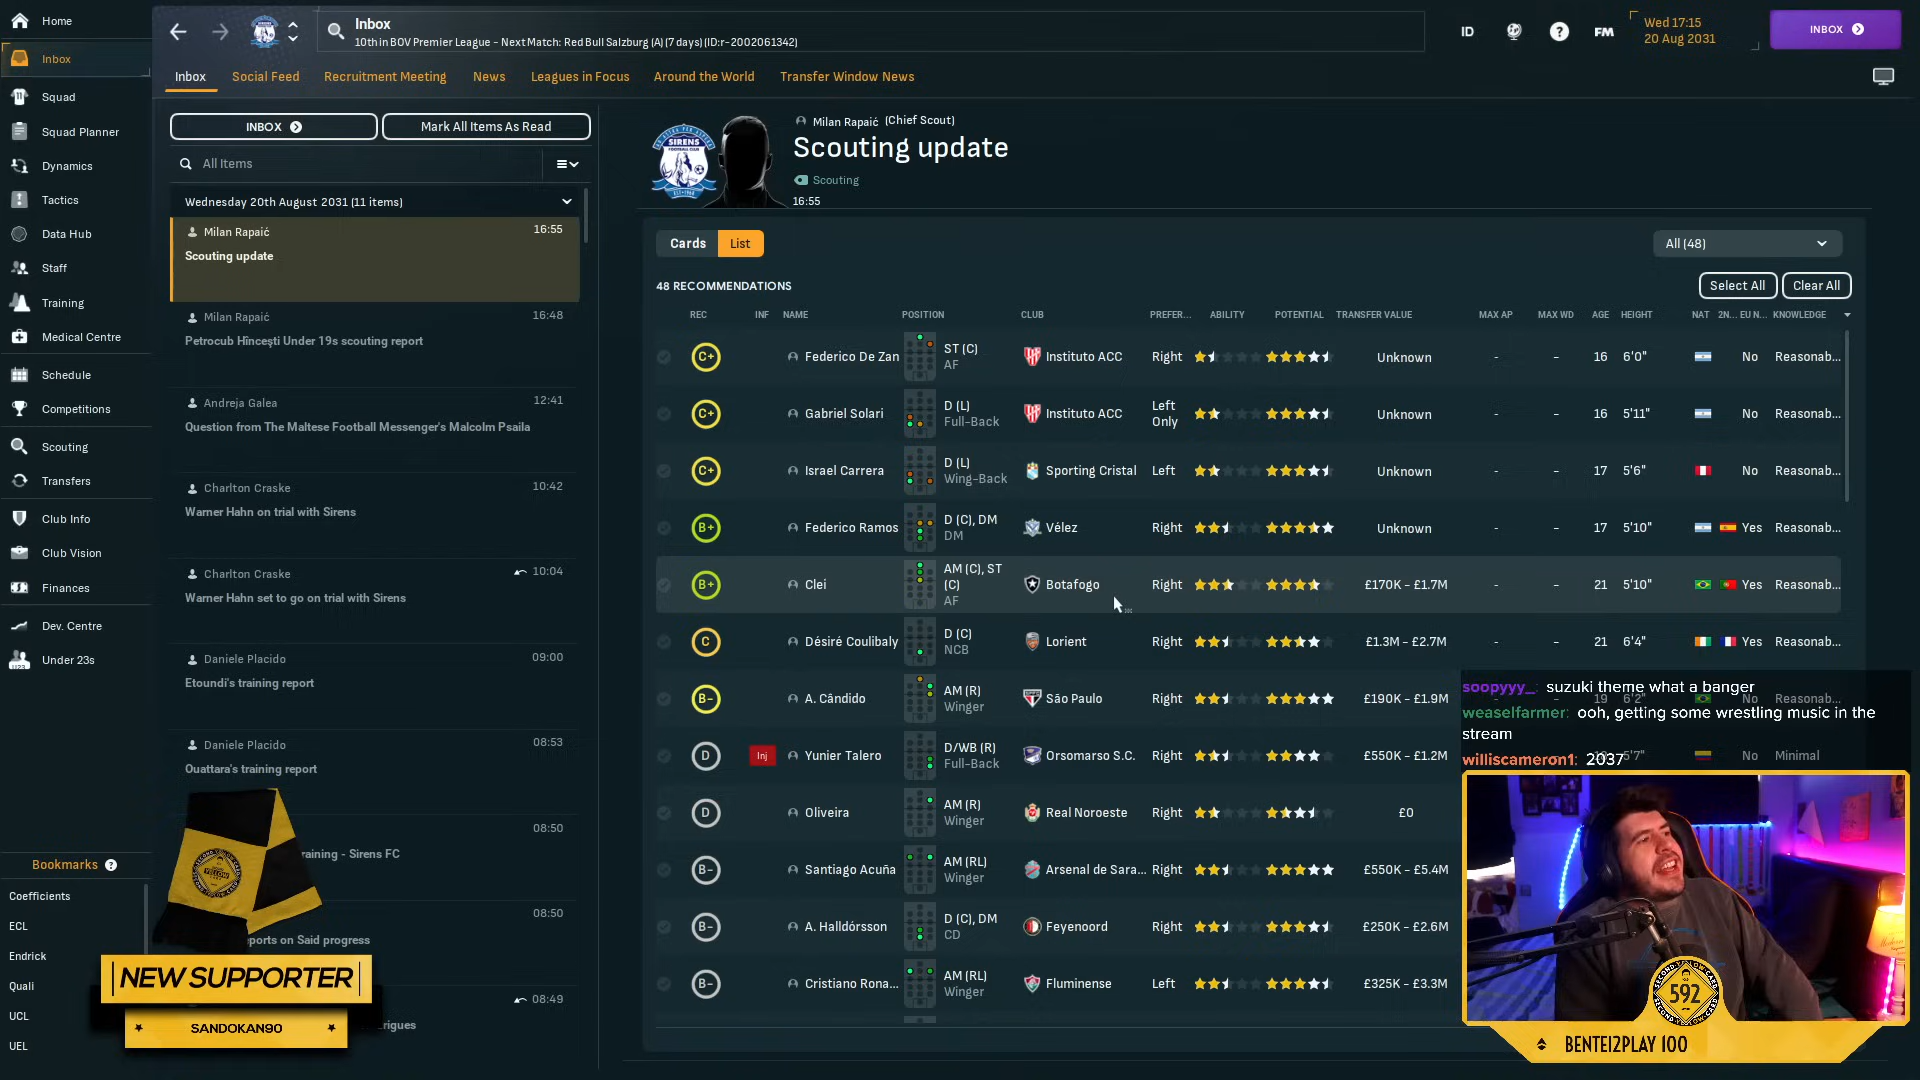 Home
Inbox
Squad
Squad Planner
Dynamics
Tactics
Data Hub
Staff
Training
Medical Centre
Schedule
Competitions
Scouting
Transfers
Club Info
Club Vision
Finances
Dev. Centre
Under 23s
Bookmarks ?
Coefficients
ECL
Endrick
Quali
UCL
UEL
Inbox
10th in BOV Premier League - Next Match: Red Bull Salzburg (A) (7 days) (ID:r-2002061342)
ID
?
FM
Wed 17:15
20 Aug 2031
INBOX
Inbox Social Feed Recruitment Meeting News Leagues in Focus Around the World Transfer Window News
INBOX
Mark All Items As Read
All Items
Wednesday 20th August 2031 (11 items)
Milan Rapaić 16:55
Scouting update
Milan Rapaić 16:48
Petrocub Hîncești Under 19s scouting report
Andreja Galea 12:41
Question from The Maltese Football Messenger's Malcolm Psaila
Charlton Craske 10:42
Warner Hahn on trial with Sirens
Charlton Craske 10:04
Warner Hahn set to go on trial with Sirens
Daniele Placido 09:00
Etoundi's training report
Daniele Placido 08:53
Ouattara's training report
08:50
raining - Sirens FC
08:50
ports on Said progress
08:49
rigues
NEW SUPPORTER
SANDOKAN90
SIRENS
FOOTBALL CLUB
Milan Rapaić (Chief Scout)
Scouting update
Scouting
16:55
Cards List
All (48)
48 RECOMMENDATIONS
Select All
Clear All
REC INF NAME POSITION CLUB PREFER... ABILITY POTENTIAL TRANSFER VALUE MAX AP MAX WD AGE HEIGHT NAT 2N... EU N... KNOWLEDGE
C+ Federico De Zan ST (C) AF Instituto ACC Right Unknown - - 16 6'0" No Reasonab...
C+ Gabriel Solari D (L) Full-Back Instituto ACC Left Only Unknown - - 16 5'11" No Reasonab...
C+ Israel Carrera D (L) Wing-Back Sporting Cristal Left Unknown - - 17 5'6" No Reasonab...
B+ Federico Ramos D (C), DM DM Vélez Right Unknown - - 17 5'10" Yes Reasonab...
B+ Clei AM (C), ST (C) AF Botafogo Right £170K - £1.7M - - 21 5'10" Yes Reasonab...
C Désiré Coulibaly D (C) NCB Lorient Right £1.3M - £2.7M - - 21 6'4" Yes Reasonab...
B- A. Cândido AM (R) Winger São Paulo Right £190K - £1.9M 19 6'2" No Reasonab...
D Inj Yunier Talero D/WB (R) Full-Back Orsomarso S.C. Right £550K - £1.2M 5'7" No Minimal
D Oliveira AM (R) Winger Real Noroeste Right £0
B- Santiago Acuña AM (RL) Winger Arsenal de Sara... Right £550K - £5.4M
B- A. Halldórsson D (C), DM CD Feyenoord Right £250K - £2.6M
B- Cristiano Rona... AM (RL) Winger Fluminense Left £325K - £3.3M
soopyyy_: suzuki theme what a banger
weaselfarmer: ooh, getting some wrestling music in the
stream
williscameron1: 2037
SECOND YELLOW CARD
592
BENTEI2PLAY 100